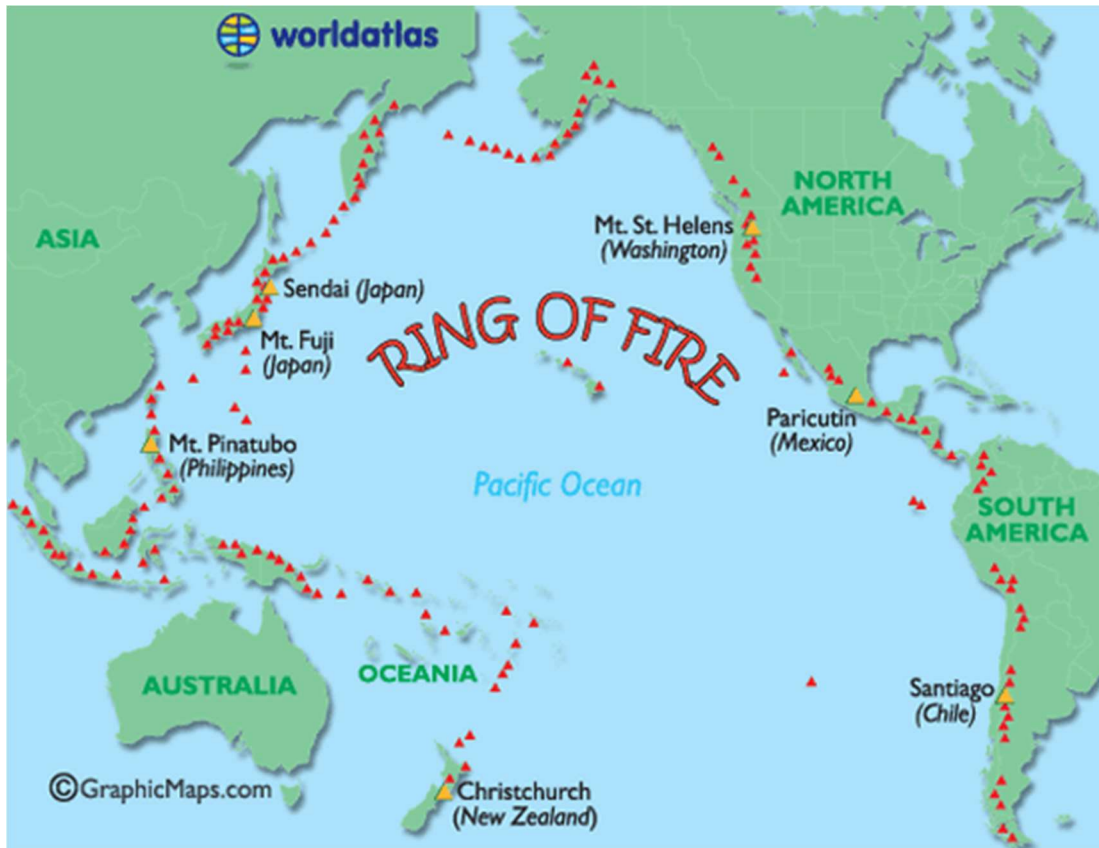 worldatlas
NORTH
AMERICA
Mt. St. Helens
(Washington)
ASIA
Sendai (Japan)
RING OF FIRE
Mt. Fuji
(Japan)
Paricutin
(Mexico)
Mt. Pinatubo
(Philippines)
Pacific Ocean
SOUTH
AMERICA
OCEANIA
AUSTRALIA
Santiago
(Chile)
©GraphicMaps.com
Christchurch
(New Zealand)